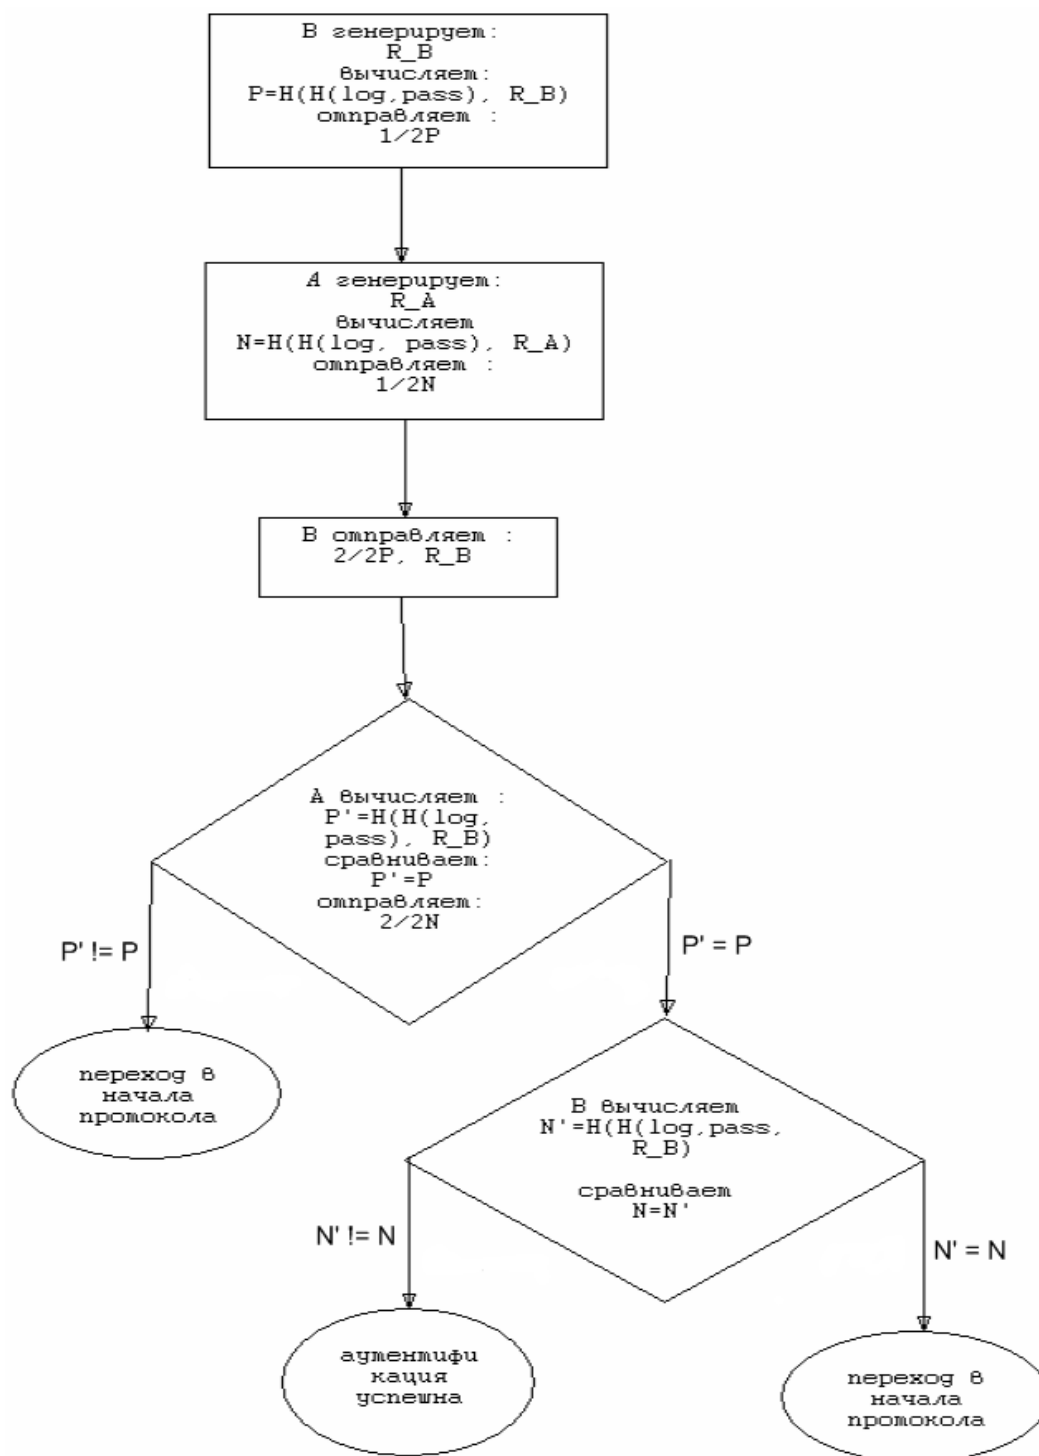 В генерирует:
R_B
вычисляет:
P=H(H(log,pass), R_B)
отправляет :
1/2P
А генерирует:
R_A
вычисляет
N=H(H(log, pass), R_A)
отправляет :
1/2N
В отправляет :
2/2P, R_B
А вычисляет :
P'=H(H(log,
pass), R_B)
сравнивает:
P'=P
отправляет:
2/2N
P' != P
P' = P
переход в
начала
протокола
В вычисляет
N'=H(H(log,pass,
R_B)
сравнивает
N=N'
N' != N
N' = N
аутентифи
кация
успешна
переход в
начала
протокола